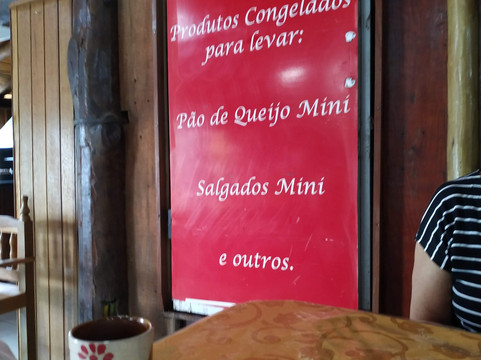 Produtos Congelados
para levar:
Pão de Queijo Mini
Salgados Mini
e outros.